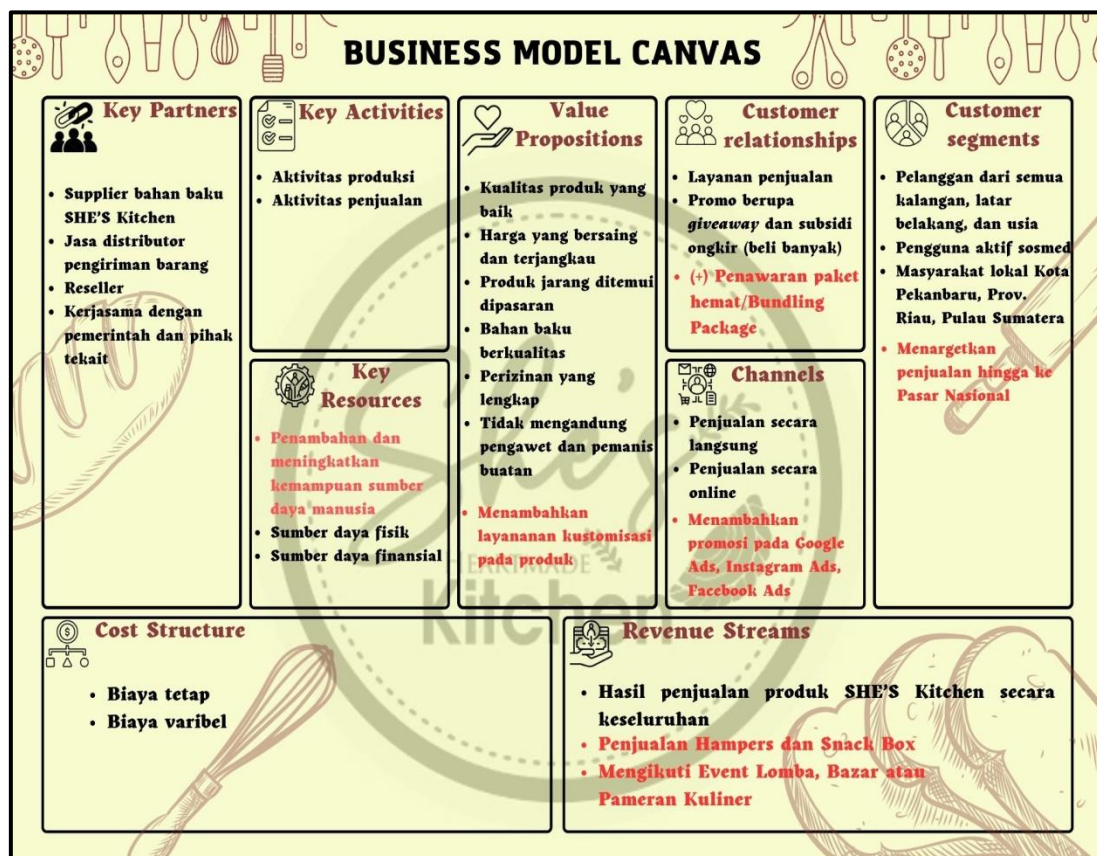 BUSINESS MODEL CANVAS
Key Partners
• Supplier bahan baku
SHE'S Kitchen
• Jasa distributor
pengiriman barang
• Reseller
• Kerjasama dengan
pemerintah dan pihak
tekait
Key Activities
• Aktivitas produksi
• Aktivitas penjualan
Key
Resources
• Penambahan dan
meningkatkan
kemampuan sumber
daya manusia
• Sumber daya fisik
• Sumber daya finansial
Value
Propositions
• Kualitas produk yang
baik
• Harga yang bersaing
dan terjangkau
• Produk jarang ditemui
dipasaran
• Bahan baku
berkualitas
• Perizinan yang
lengkap
• Tidak mengandung
pengawet dan pemanis
buatan
• Menambahkan
layananan kustomisasi
pada produk
Customer
relationships
• Layanan penjualan
• Promo berupa
giveaway dan subsidi
ongkir (beli banyak)
• (+) Penawaran paket
hemat/Bundling
Package
Channels
• Penjualan secara
langsung
• Penjualan secara
online
• Menambahkan
promosi pada Google
Ads, Instagram Ads,
Facebook Ads
Customer
segments
• Pelanggan dari semua
kalangan, latar
belakang, dan usia
• Pengguna aktif sosmed
• Masyarakat lokal Kota
Pekanbaru, Prov.
Riau, Pulau Sumatera
• Menargetkan
penjualan hingga ke
Pasar Nasional
Cost Structure
• Biaya tetap
• Biaya varibel
Revenue Streams
• Hasil penjualan produk SHE'S Kitchen secara
keseluruhan
• Penjualan Hampers dan Snack Box
• Mengikuti Event Lomba, Bazar atau
Pameran Kuliner
She's
HEARTMADE
Kitchen